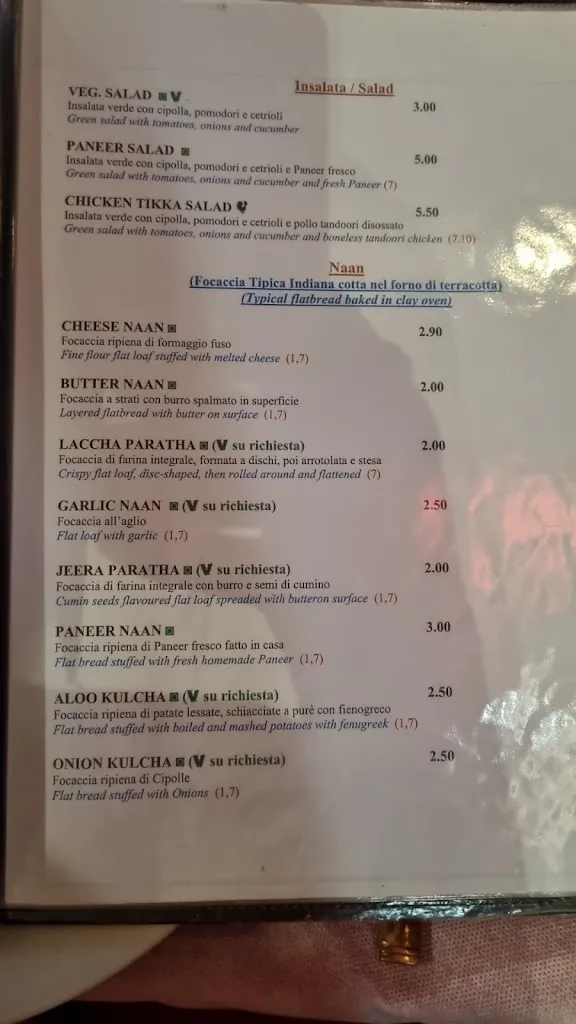 Insalata / Salad
VEG. SALAD V 3.00
Insalata verde con cipolla, pomodori e cetrioli
Green salad with tomatoes, onions and cucumber
PANEER SALAD 5.00
Insalata verde con cipolla, pomodori e cetrioli e Paneer fresco
Green salad with tomatoes, onions and cucumber and fresh Paneer (7)
CHICKEN TIKKA SALAD 5.50
Insalata verde con cipolla, pomodori e cetrioli e pollo tandoori disossato
Green salad with tomatoes, onions and cucumber and boneless tandoori chicken (7.10)
Naan
(Focaccia Tipica Indiana cotta nel forno di terracotta)
(Typical flatbread baked in clay oven)
CHEESE NAAN 2.90
Focaccia ripiena di formaggio fuso
Fine flour flat loaf stuffed with melted cheese (1,7)
BUTTER NAAN 2.00
Focaccia a strati con burro spalmato in superficie
Layered flatbread with butter on surface (1,7)
LACCHA PARATHA (V su richiesta) 2.00
Focaccia di farina integrale, formata a dischi, poi arrotolata e stesa
Crispy flat loaf, disc-shaped, then rolled around and flattened (7)
GARLIC NAAN (V su richiesta) 2.50
Focaccia all'aglio
Flat loaf with garlic (1,7)
JEERA PARATHA (V su richiesta) 2.00
Focaccia di farina integrale con burro e semi di cumino
Cumin seeds flavoured flat loaf spreaded with butteron surface (1,7)
PANEER NAAN 3.00
Focaccia ripiena di Paneer fresco fatto in casa
Flat bread stuffed with fresh homemade Paneer (1,7)
ALOO KULCHA (V su richiesta) 2.50
Focaccia ripiena di patate lessate, schiacciate a purè con fienogreco
Flat bread stuffed with boiled and mashed potatoes with fenugreek (1,7)
ONION KULCHA (V su richiesta) 2.50
Focaccia ripiena di Cipolle
Flat bread stuffed with Onions (1,7)